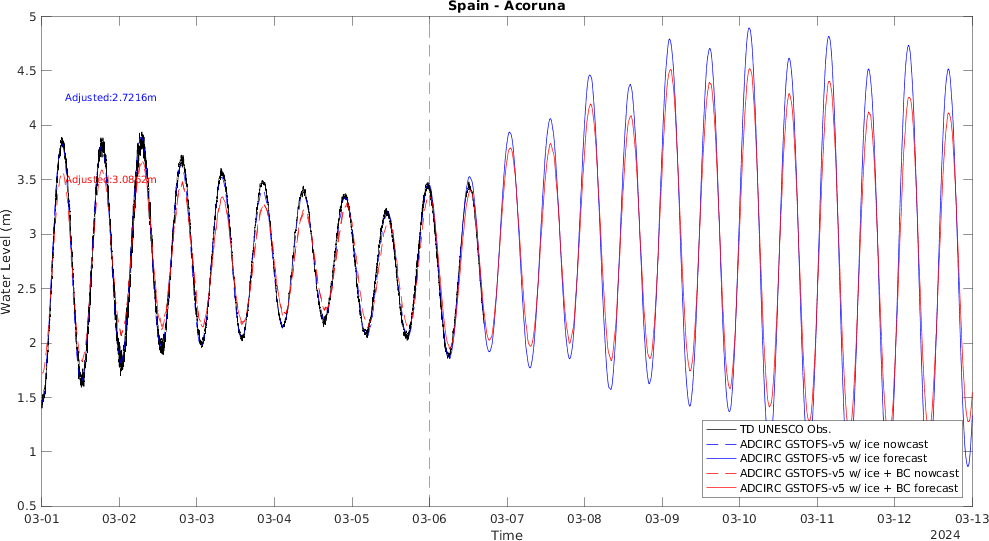 Spain - Acoruna
5
4.5
4
3.5
3
2.5
2
1.5
1
0.5
Water Level (m)
Adjusted:2.7216m
TD UNESCO Obs.
ADCIRC GSTOFS-v5 w/ ice nowcast
ADCIRC GSTOFS-v5 w/ ice forecast
ADCIRC GSTOFS-v5 w/ ice + BC nowcast
ADCIRC GSTOFS-v5 w/ ice + BC forecast
03-01 03-02 03-03 03-04 03-05 03-06 03-07 03-08 03-09 03-10 03-11 03-12 03-13
Time
2024